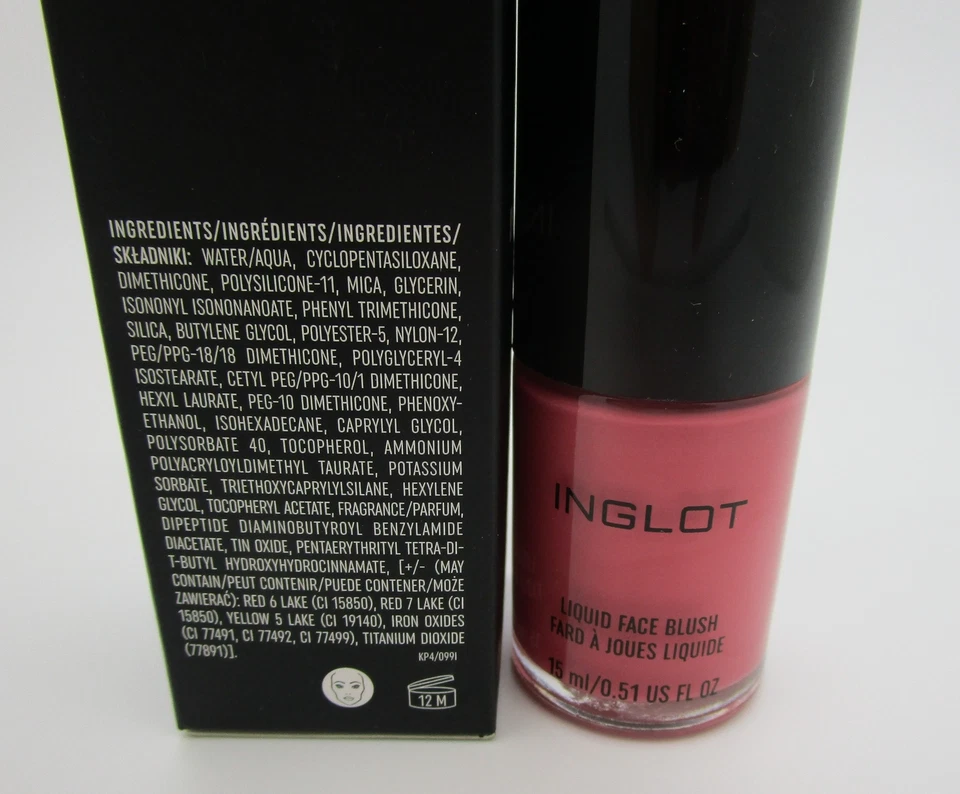 INGREDIENTS/INGRÉDIENTS/INGREDIENTES/
SKŁADNIKI: WATER/AQUA, CYCLOPENTASILOXANE,
DIMETHICONE, POLYSILICONE-11, MICA, GLYCERIN,
ISONONYL ISONONANOATE, PHENYL TRIMETHICONE,
SILICA, BUTYLENE GLYCOL, POLYESTER-5, NYLON-12,
PEG/PPG-18/18 DIMETHICONE, POLYGLYCERYL-4
ISOSTEARATE, CETYL PEG/PPG-10/1 DIMETHICONE,
HEXYL LAURATE, PEG-10 DIMETHICONE, PHENOXY-
ETHANOL, ISOHEXADECANE, CAPRYLYL GLYCOL,
POLYSORBATE 40, TOCOPHEROL, AMMONIUM
POLYACRYLOYLDIMETHYL TAURATE, POTASSIUM
SORBATE, TRIETHOXYCAPRYLYLSILANE, HEXYLENE
GLYCOL, TOCOPHERYL ACETATE, FRAGRANCE/PARFUM,
DIPEPTIDE DIAMINOBUTYROYL BENZYLAMIDE
DIACETATE, TIN OXIDE, PENTAERYTHRITYL TETRA-DI-
T-BUTYL HYDROXYHYDROCINNAMATE, [+/- (MAY
CONTAIN/PEUT CONTENIR/PUEDE CONTENER/MOŻE
ZAWIERAĆ): RED 6 LAKE (CI 15850), RED 7 LAKE (CI
15850), YELLOW 5 LAKE (CI 19140), IRON OXIDES
(CI 77491, CI 77492, CI 77499), TITANIUM DIOXIDE
(77891)].
KP4/099I
12 M
INGLOT
LIQUID FACE BLUSH
FARD À JOUES LIQUIDE
15 ml/0.51 US FL OZ